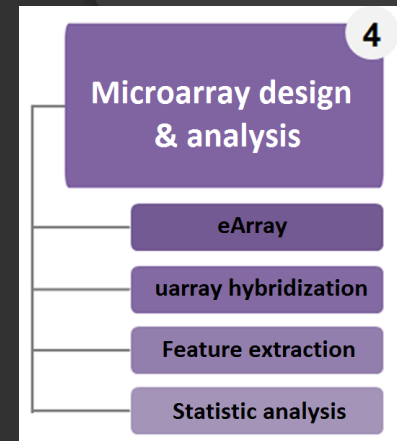 4
Microarray design
& analysis
eArray
uarray hybridization
Feature extraction
Statistic analysis